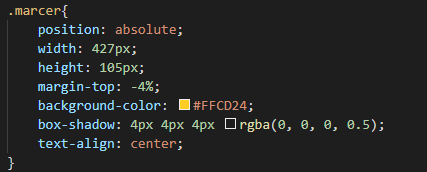 .marcer{
position: absolute;
width: 427px;
height: 105px;
margin-top: -4%;
background-color: #FFCD24;
box-shadow: 4px 4px 4px rgba(0, 0, 0, 0.5);
text-align: center;
}